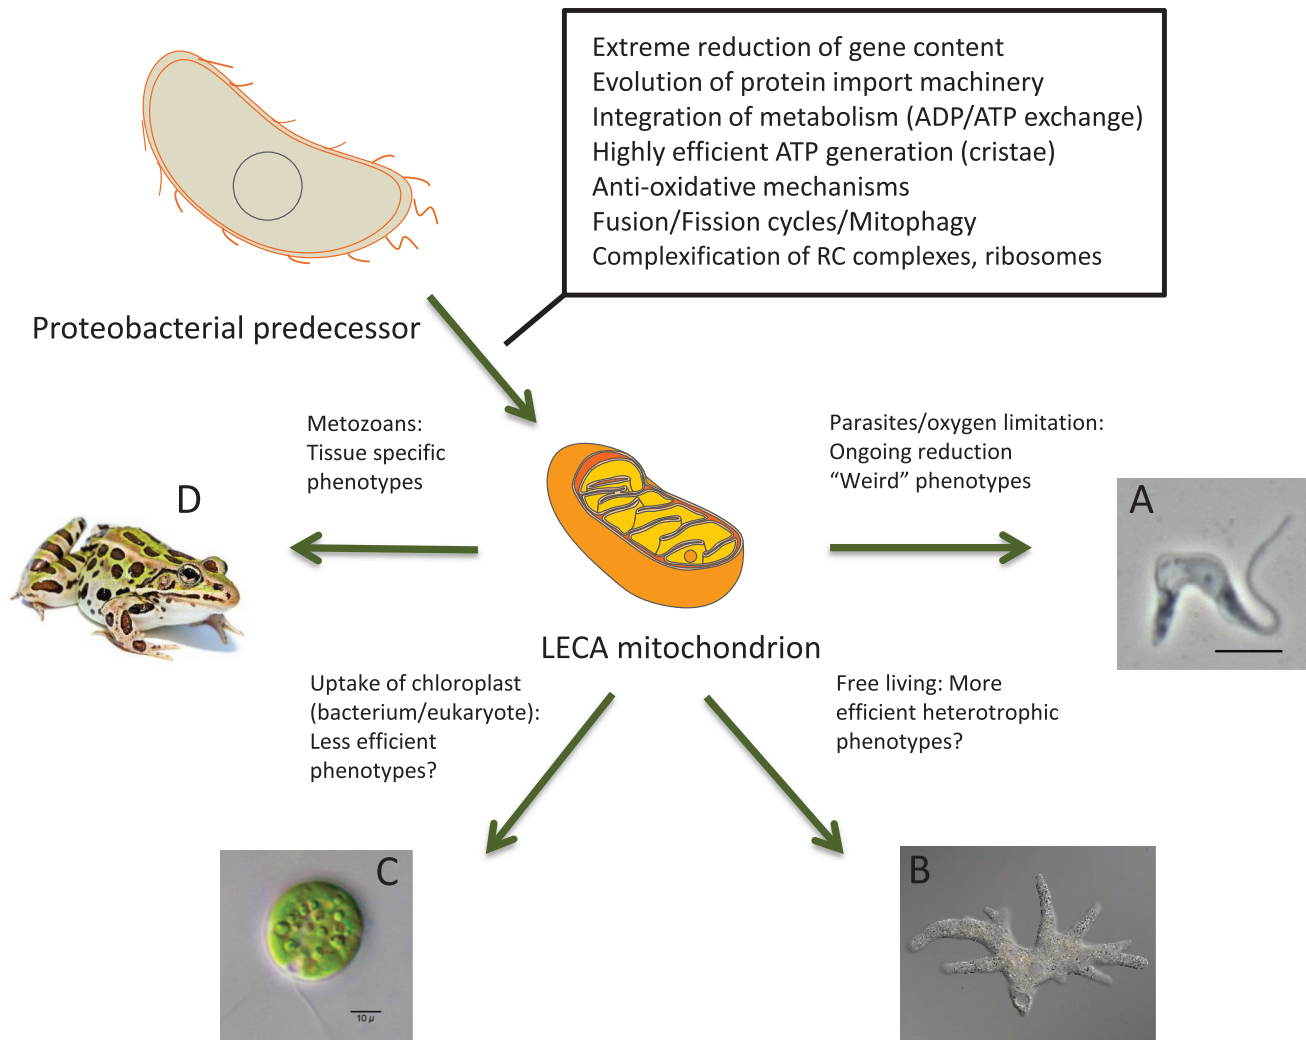 Extreme reduction of gene content
Evolution of protein import machinery
Integration of metabolism (ADP/ATP exchange)
Highly efficient ATP generation (cristae)
Anti-oxidative mechanisms
Fusion/Fission cycles/Mitophagy
Complexification of RC complexes, ribosomes
Proteobacterial predecessor
Metozoans:
Tissue specific
phenotypes
Parasites/oxygen limitation:
Ongoing reduction
“Weird” phenotypes
D
A
LECA mitochondrion
Uptake of chloroplast
(bacterium/eukaryote):
Less efficient
phenotypes?
Free living: More
efficient heterotrophic
phenotypes?
C
10 µ
B